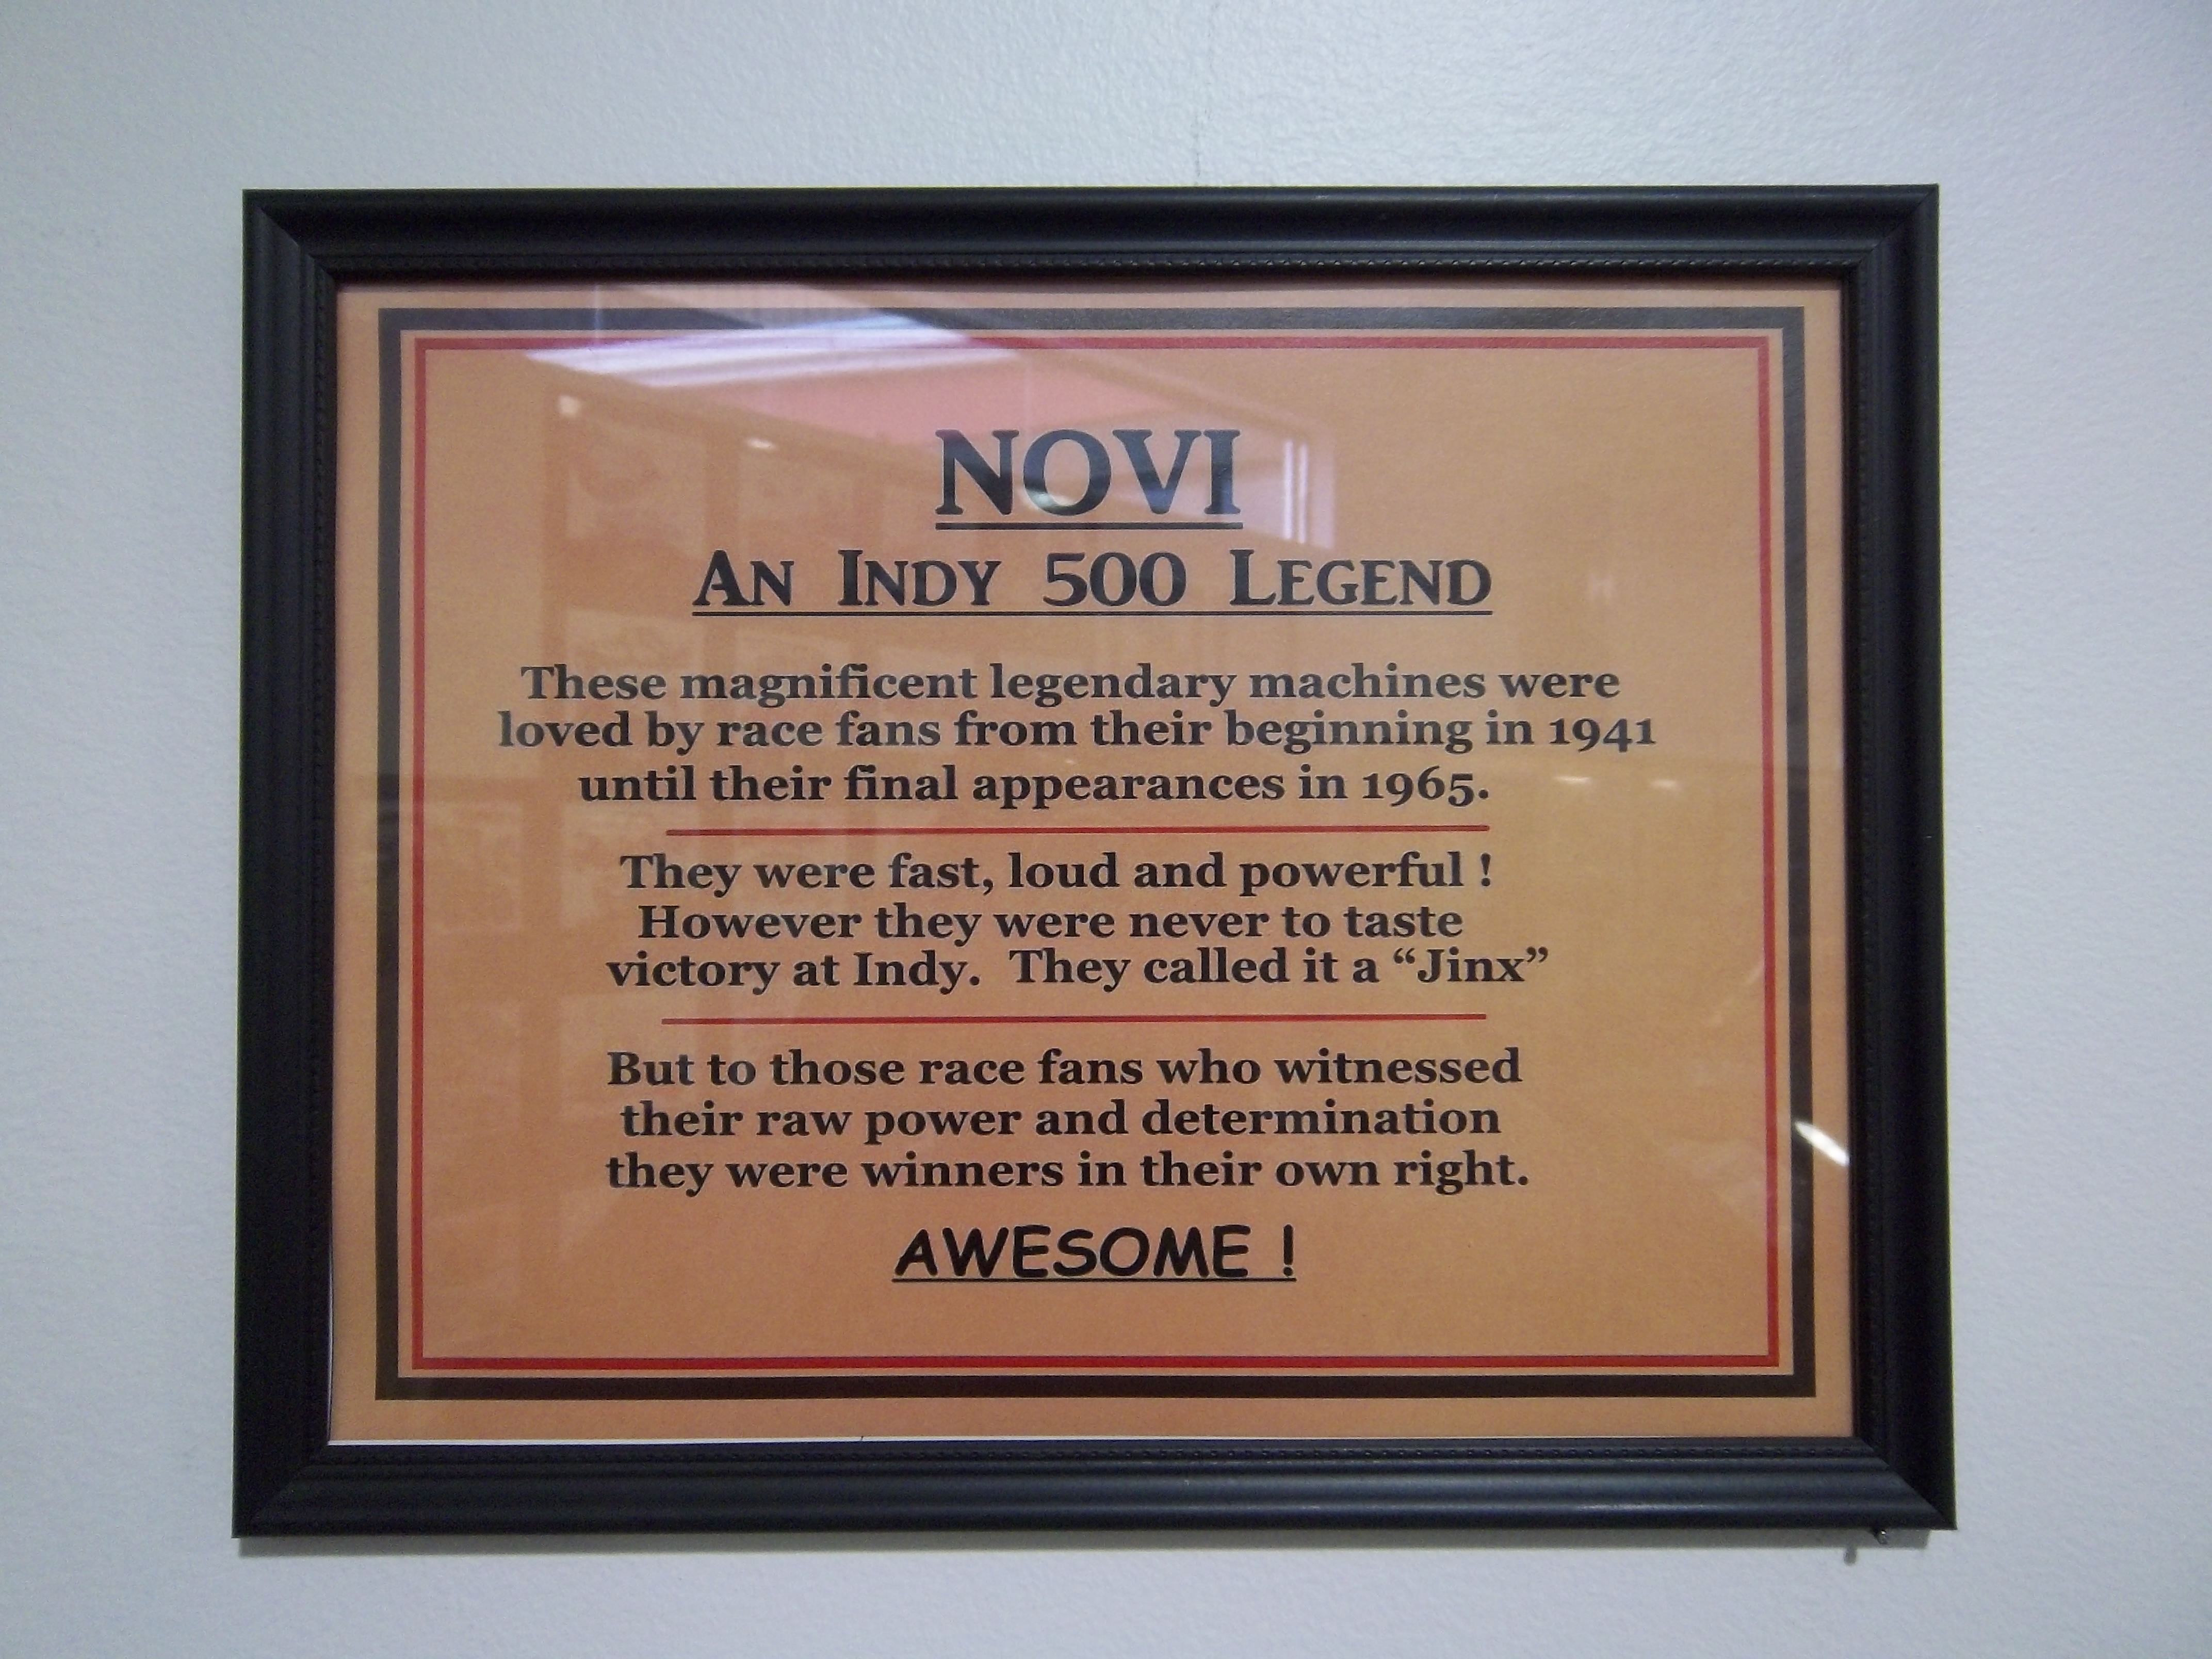 NOVI
AN INDY 500 LEGEND
These magnificent legendary machines were
loved by race fans from their beginning in 1941
until their final appearances in 1965.
They were fast, loud and powerful !
However they were never to taste
victory at Indy. They called it a “Jinx”
But to those race fans who witnessed
their raw power and determination
they were winners in their own right.
AWESOME !